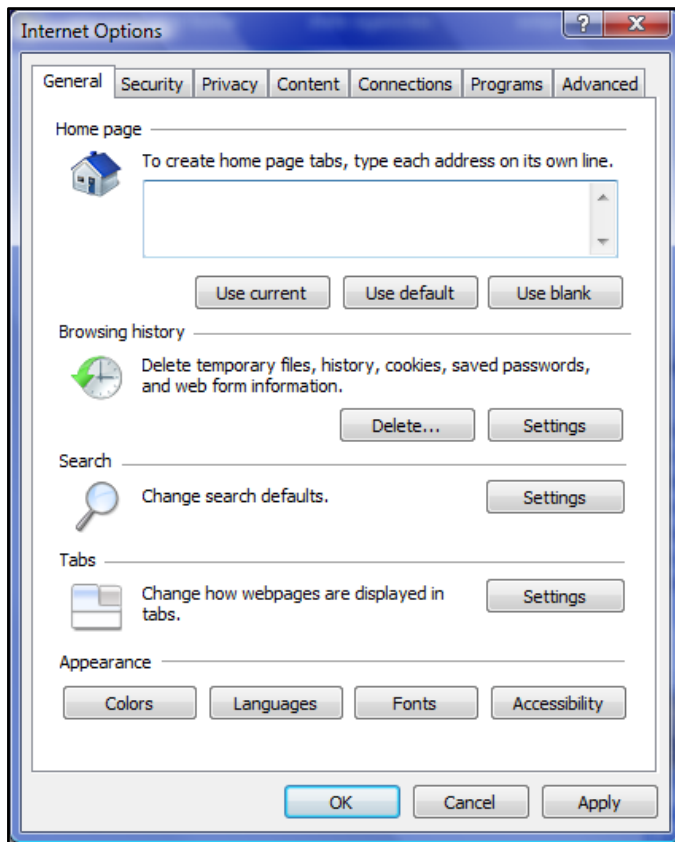 Internet Options
General Security Privacy Content Connections Programs Advanced
Home page
To create home page tabs, type each address on its own line.
Use current Use default Use blank
Browsing history
Delete temporary files, history, cookies, saved passwords,
and web form information.
Delete... Settings
Search
Change search defaults. Settings
Tabs
Change how webpages are displayed in
tabs.
Settings
Appearance
Colors Languages Fonts Accessibility
OK Cancel Apply